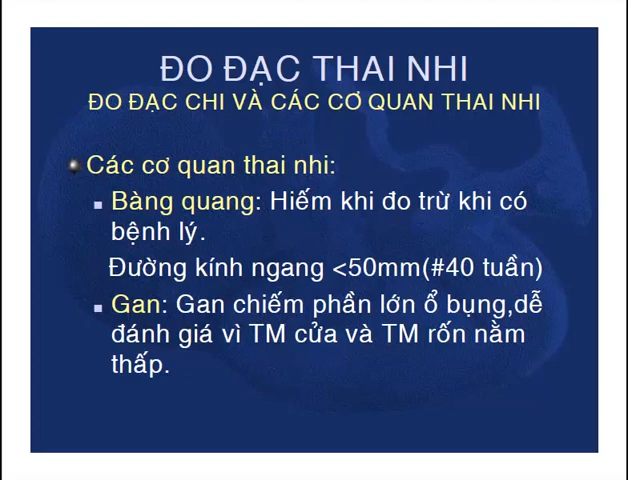 ĐO ĐẠC THAI NHI
ĐO ĐẠC CHI VÀ CÁC CƠ QUAN THAI NHI
Các cơ quan thai nhi:
Bàng quang: Hiếm khi đo trừ khi có
bệnh lý.
Đường kính ngang <50mm(#40 tuần)
Gan: Gan chiếm phần lớn ổ bụng,dễ
đánh giá vì TM cửa và TM rốn nằm
thấp.